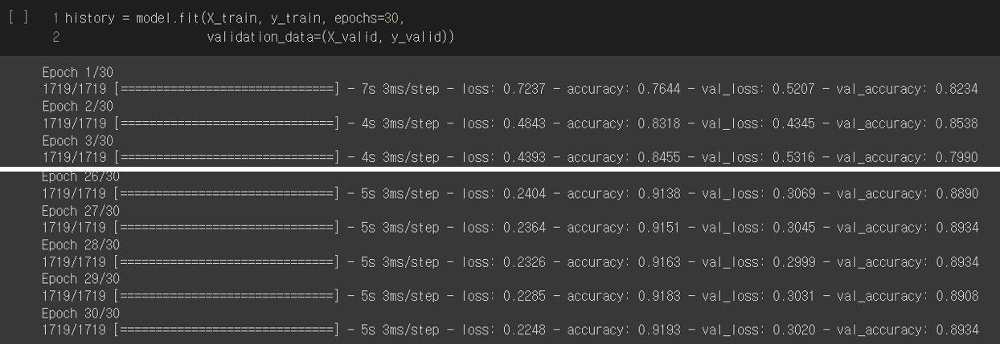 [ ] 1 history = model.fit(X_train, y_train, epochs=30,
2 validation_data=(X_valid, y_valid))
Epoch 1/30
1719/1719 [==============================] - 7s 3ms/step - loss: 0.7237 - accuracy: 0.7644 - val_loss: 0.5207 - val_accuracy: 0.8234
Epoch 2/30
1719/1719 [==============================] - 4s 3ms/step - loss: 0.4843 - accuracy: 0.8318 - val_loss: 0.4345 - val_accuracy: 0.8538
Epoch 3/30
1719/1719 [==============================] - 4s 3ms/step - loss: 0.4393 - accuracy: 0.8455 - val_loss: 0.5316 - val_accuracy: 0.7990
Epoch 26/30
1719/1719 [==============================] - 5s 3ms/step - loss: 0.2404 - accuracy: 0.9138 - val_loss: 0.3069 - val_accuracy: 0.8890
Epoch 27/30
1719/1719 [==============================] - 5s 3ms/step - loss: 0.2364 - accuracy: 0.9151 - val_loss: 0.3045 - val_accuracy: 0.8934
Epoch 28/30
1719/1719 [==============================] - 5s 3ms/step - loss: 0.2326 - accuracy: 0.9163 - val_loss: 0.2999 - val_accuracy: 0.8934
Epoch 29/30
1719/1719 [==============================] - 5s 3ms/step - loss: 0.2285 - accuracy: 0.9183 - val_loss: 0.3031 - val_accuracy: 0.8908
Epoch 30/30
1719/1719 [==============================] - 5s 3ms/step - loss: 0.2248 - accuracy: 0.9193 - val_loss: 0.3020 - val_accuracy: 0.8934